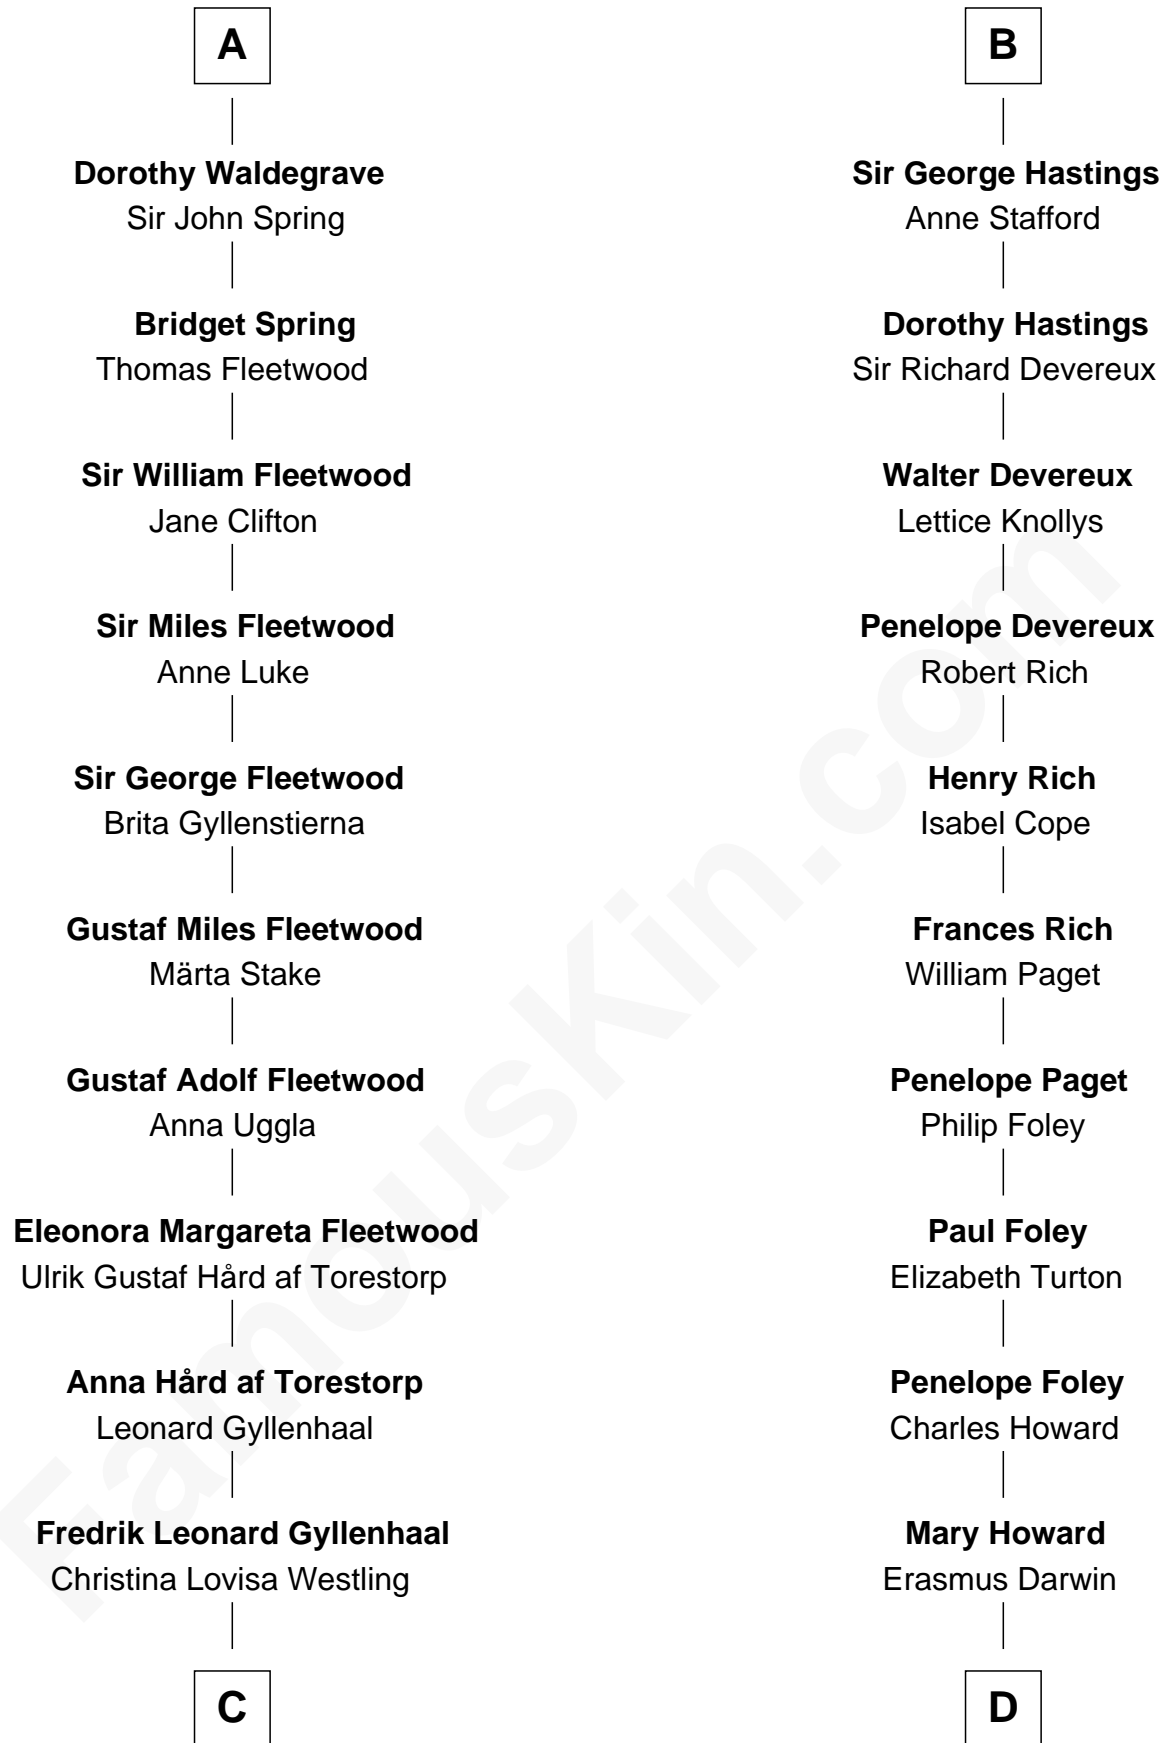 A
Dorothy Waldegrave
Sir John Spring
Bridget Spring
Thomas Fleetwood
Sir William Fleetwood
Jane Clifton
Sir Miles Fleetwood
Anne Luke
Sir George Fleetwood
Brita Gyllenstierna
Gustaf Miles Fleetwood
Märta Stake
Gustaf Adolf Fleetwood
Anna Uggla
Eleonora Margareta Fleetwood
Ulrik Gustaf Hård af Torestorp
Anna Hård af Torestorp
Leonard Gyllenhaal
Fredrik Leonard Gyllenhaal
Christina Lovisa Westling
C
B
Sir George Hastings
Anne Stafford
Dorothy Hastings
Sir Richard Devereux
Walter Devereux
Lettice Knollys
Penelope Devereux
Robert Rich
Henry Rich
Isabel Cope
Frances Rich
William Paget
Penelope Paget
Philip Foley
Paul Foley
Elizabeth Turton
Penelope Foley
Charles Howard
Mary Howard
Erasmus Darwin
D
FamousKin.com